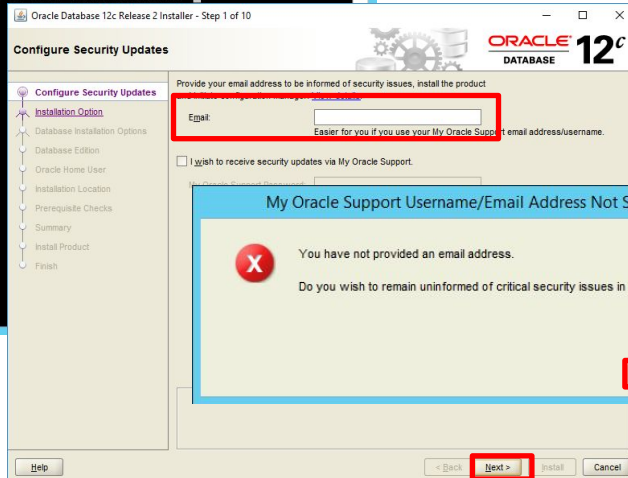 Oracle Database 12c Release 2 Installer - Step 1 of 10
Configure Security Updates
ORACLE
DATABASE
12c
Configure Security Updates
Installation Option
Database Installation Options
Database Edition
Oracle Home User
Installation Location
Prerequisite Checks
Summary
Install Product
Finish
Provide your email address to be informed of security issues, install the product
Email:
Easier for you if you use your My Oracle Support email address/username.
I wish to receive security updates via My Oracle Support.
My Oracle Support Password:
My Oracle Support Username/Email Address Not S
You have not provided an email address.
Do you wish to remain uninformed of critical security issues in
Help
< Back
Next >
Install
Cancel